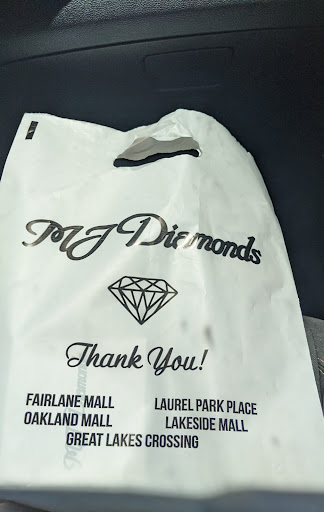 MJ Diamonds
Thank You!
FAIRLANE MALL LAUREL PARK PLACE
OAKLAND MALL LAKESIDE MALL
GREAT LAKES CROSSING